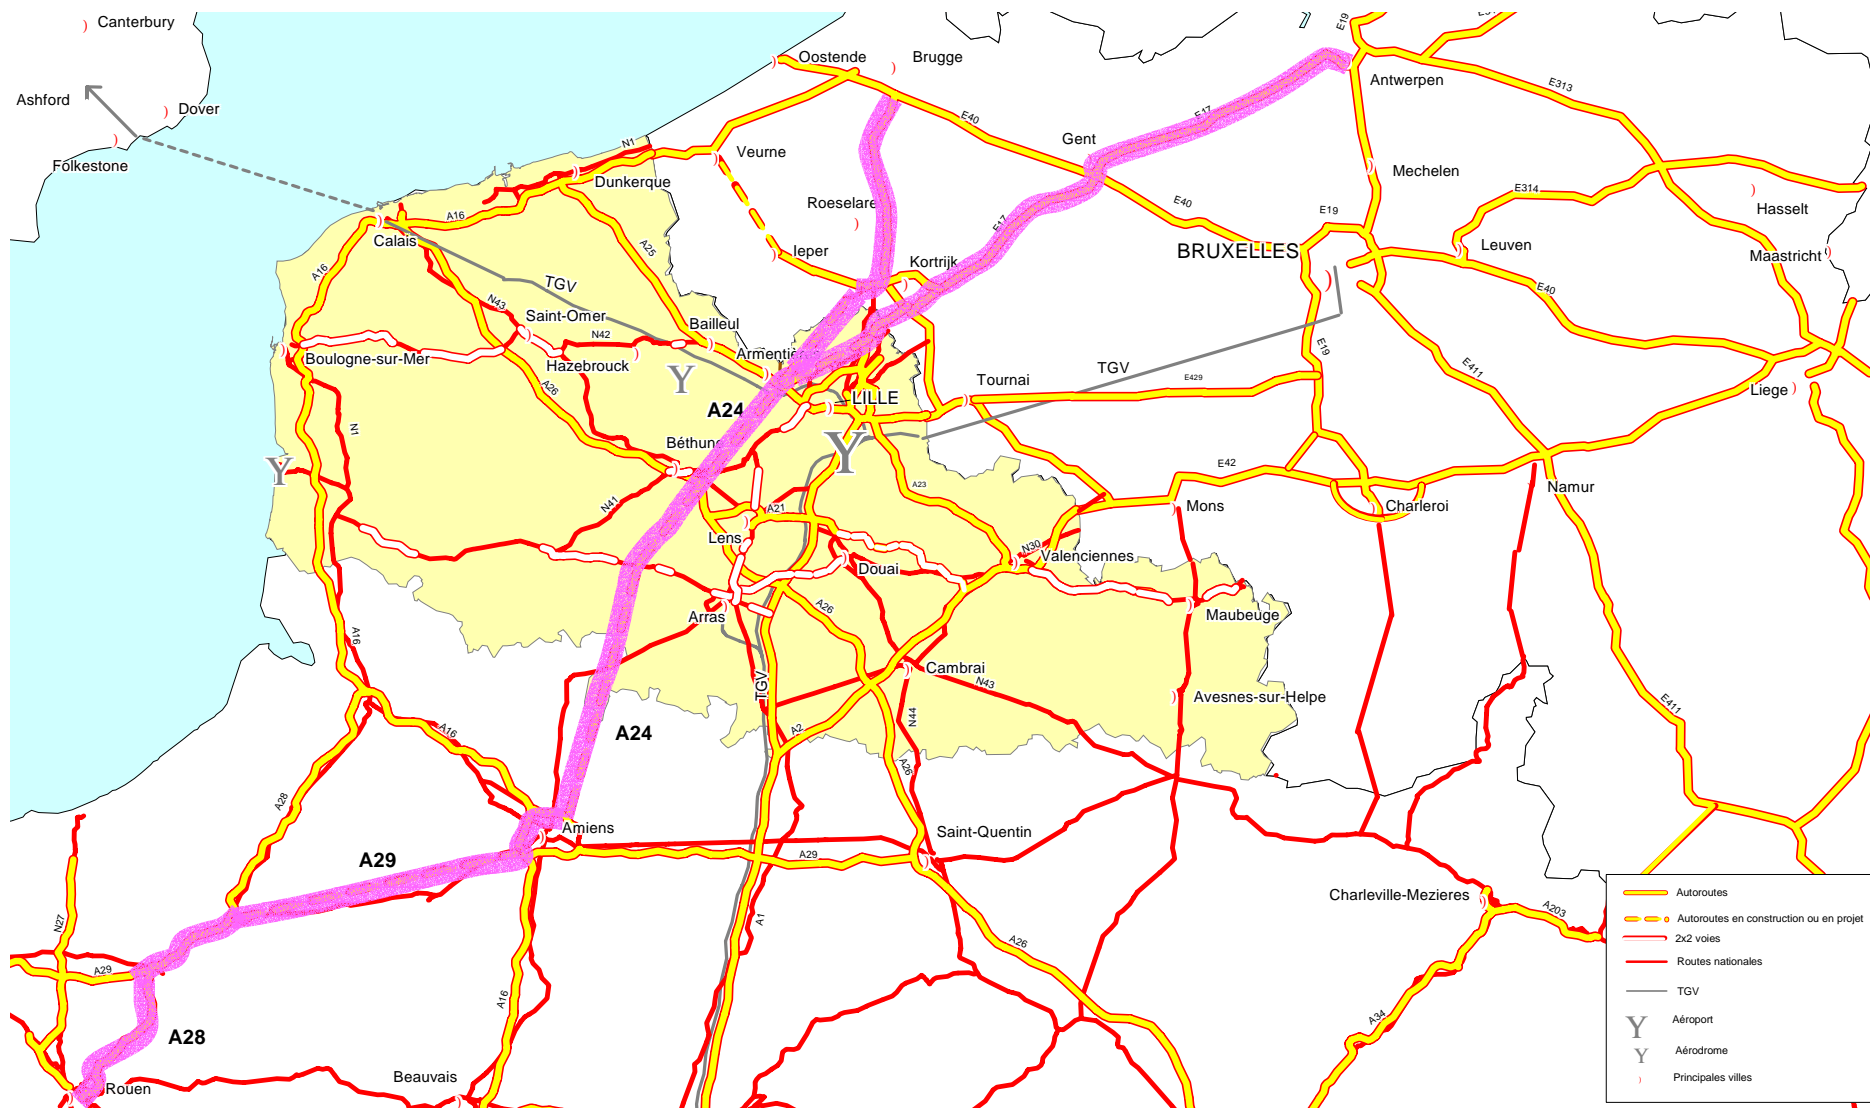 Canterbury
E19
Oostende
Brugge
Antwerpen
E313
Ashford
Dover
E17
E40
Gent
Folkestone
N1
Veurne
Mechelen
Dunkerque
E314
Roeselare
Hasselt
A16
E40
E19
Calais
E17
A25
Ieper
BRUXELLES
Leuven
Maastricht
A16
Kortrijk
TGV
E40
N43
Saint-Omer
Bailleul
N42
E19
Boulogne-sur-Mer
Armentières
Hazebrouck
E411
TGV
Tournai
E429
A26
Liege
LILLE
A24
N1
Béthune
E42
A23
Namur
N41
A21
Mons
Charleroi
Lens
N30
Valenciennes
Douai
A26
Arras
Maubeuge
A16
Cambrai
N43
TGV
Avesnes-sur-Helpe
E411
N44
A24
A2
A16
A26
A28
Amiens
Saint-Quentin
A29
A29
Charleville-Mezieres
A203
N27
A1
A26
A29
A16
A34
A28
Beauvais
Rouen
Autoroutes
Autoroutes en construction ou en projet
2x2 voies
Routes nationales
TGV
Aéroport
Aérodrome
Principales villes